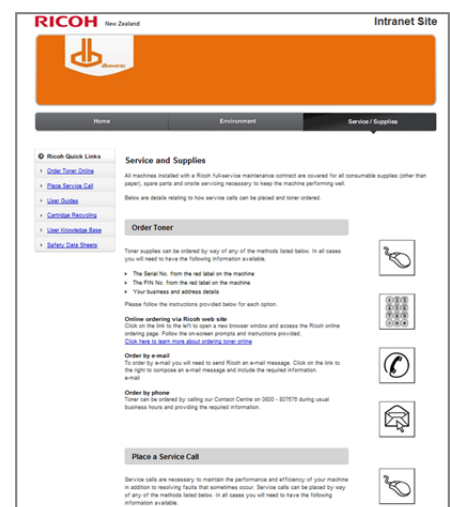 RICOH New Zealand
Intranet Site
db
Home
Environment
Service / Supplies
Ricoh Quick Links
Order Toner Online
Place Service Call
User Guides
Cartridge Recycling
User Knowledge Base
Safety Data Sheets
Service and Supplies
All machines installed with a Ricoh full-service maintenance contract are covered for all consumable supplies (other than
paper), spare parts and onsite servicing necessary to keep the machine performing well.
Below are details relating to how service calls can be placed and toner ordered.
Order Toner
Toner supplies can be ordered by way of any of the methods listed below. In all cases
you will need to have the following information available.
The Serial No. from the red label on the machine
The PIN No. from the red label on the machine
Your business and address details
Please follow the instructions provided below for each option.
Online ordering via Ricoh web site
Click on the link to the left to open a new browser window and access the Ricoh online
ordering page. Follow the on-screen prompts and instructions provided.
Click here to learn more about ordering toner online
Order by e-mail
To order by e-mail you will need to send Ricoh an e-mail message. Click on the link to
the right to compose an e-mail message and include the required information.
e-mail
Order by phone
Toner can be ordered by calling our Contact Centre on 0800 - 807676 during usual
business hours and providing the required information.
Place a Service Call
Service calls are necessary to maintain the performance and efficiency of your machine
in addition to resolving faults that sometimes occur. Service calls can be placed by way
of any of the methods listed below. In all cases you will need to have the following
information available.